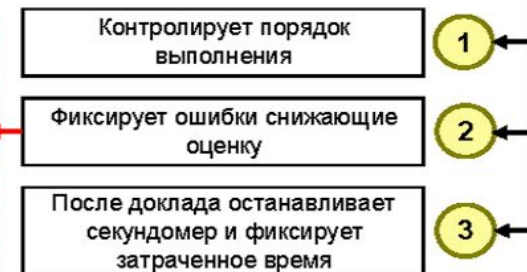 Контролирует порядок
выполнения
1
Фиксирует ошибки снижающие
оценку
2
После доклада останавливает
секундомер и фиксирует
затраченное время
3